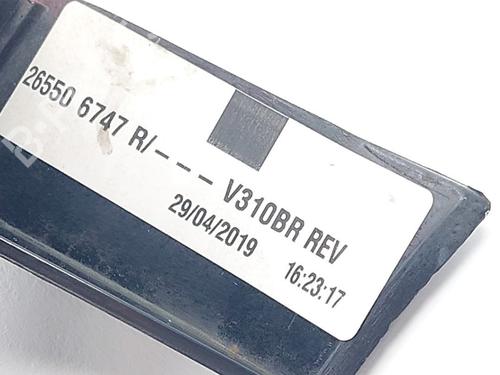 26550 6747 R/--- V310BR REV
29/04/2019 16:23:17